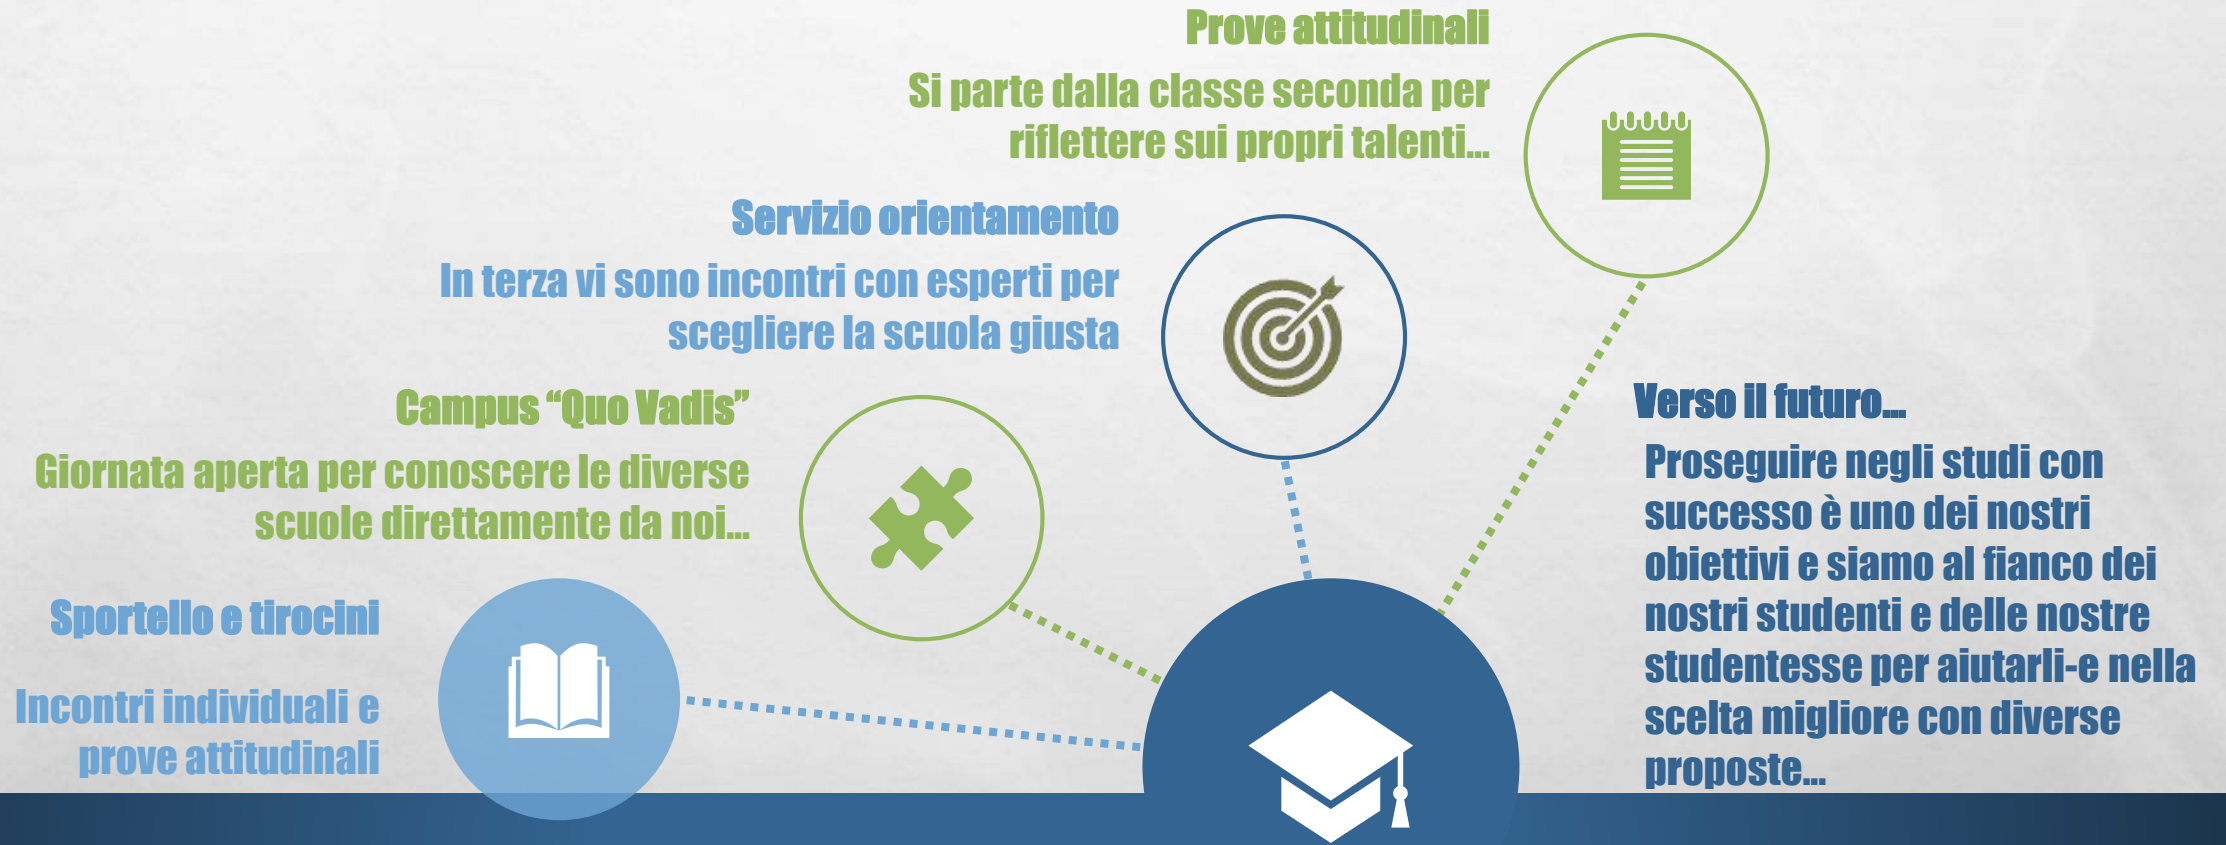 Prove attitudinali
Si parte dalla classe seconda per
riflettere sui propri talenti...
Servizio orientamento
In terza vi sono incontri con esperti per
scegliere la scuola giusta
Campus “Quo Vadis”
Giornata aperta per conoscere le diverse
scuole direttamente da noi...
Sportello e tirocini
Incontri individuali e
prove attitudinali
Verso il futuro...
Proseguire negli studi con
successo è uno dei nostri
obiettivi e siamo al fianco dei
nostri studenti e delle nostre
studentesse per aiutarli-e nella
scelta migliore con diverse
proposte...